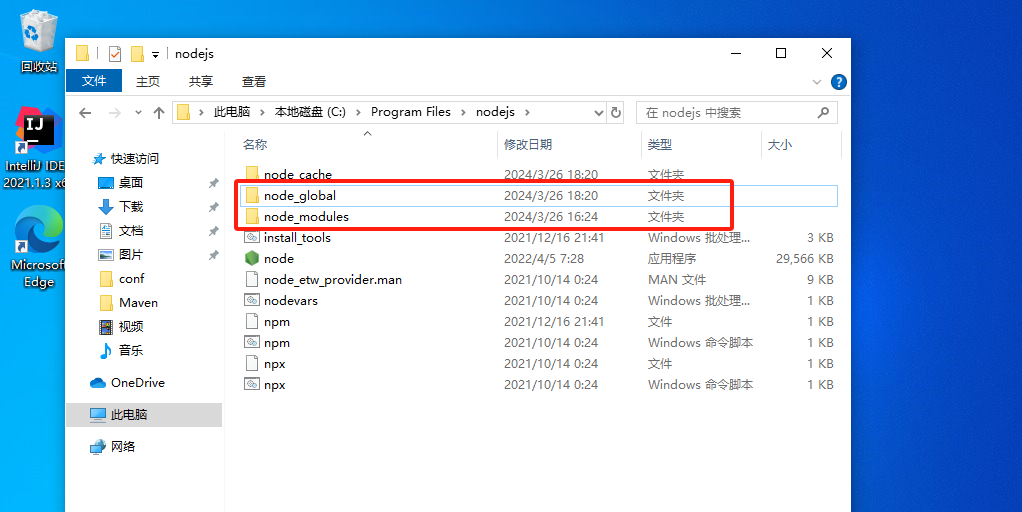 回收站
IntelliJ IDE
2021.1.3 x6
Microsoft
Edge
nodejs
文件 主页 共享 查看
此电脑 本地磁盘 (C:) Program Files nodejs
在 nodejs 中搜索
名称 修改日期 类型 大小
快速访问
桌面
下载
文档
图片
conf
Maven
视频
音乐
OneDrive
此电脑
网络
node_cache 2024/3/26 18:20 文件夹
node_global 2024/3/26 18:20 文件夹
node_modules 2024/3/26 16:24 文件夹
install_tools 2021/12/16 21:41 Windows 批处理... 3 KB
node 2022/4/5 7:28 应用程序 29,566 KB
node_etw_provider.man 2021/10/14 0:24 MAN 文件 9 KB
nodevars 2021/10/14 0:24 Windows 批处理... 1 KB
npm 2021/12/16 21:41 文件 1 KB
npm 2021/10/14 0:24 Windows 命令脚本 1 KB
npx 2021/10/14 0:24 文件 1 KB
npx 2021/10/14 0:24 Windows 命令脚本 1 KB